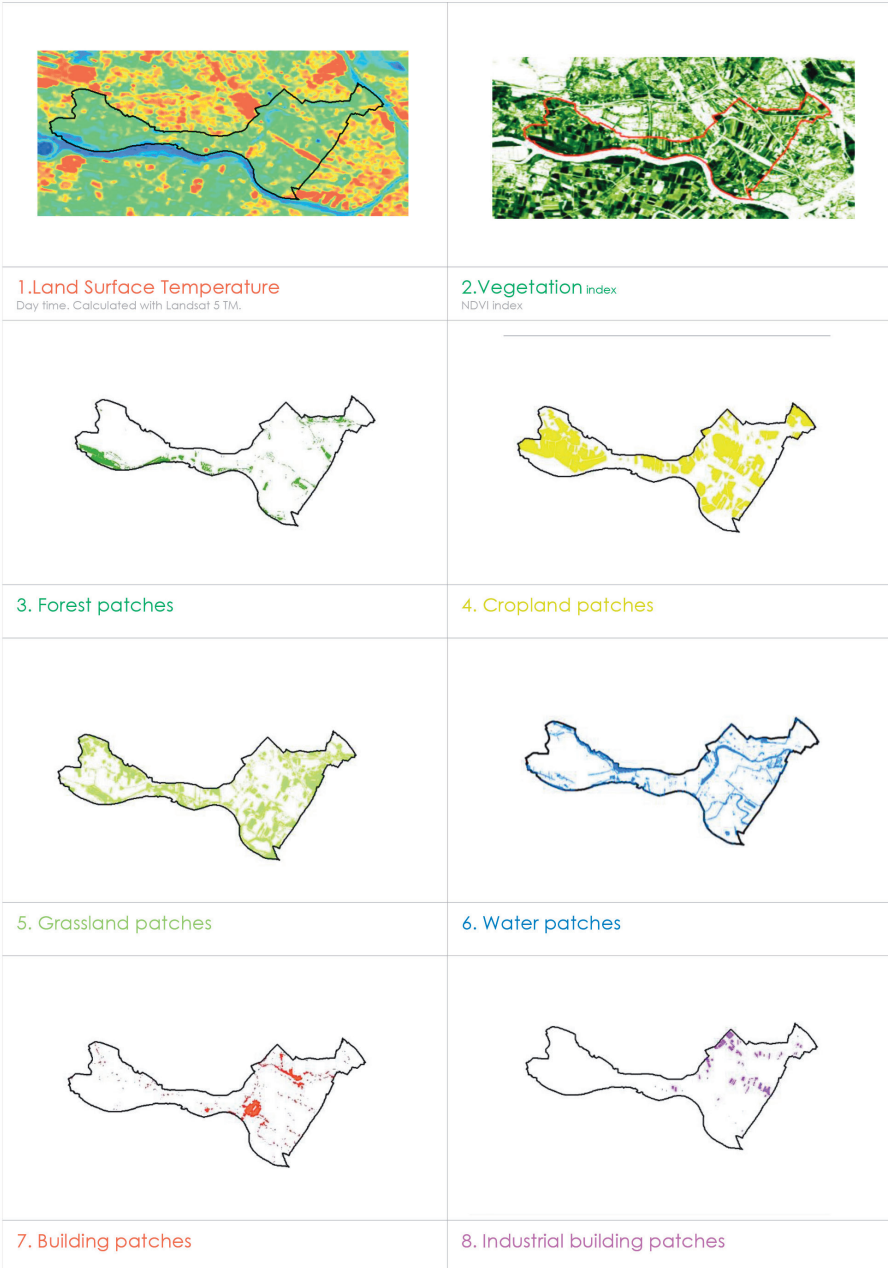 1.Land Surface Temperature
Day time. Calculated with Landsat 5 TM.
2.Vegetation index
NDVI index
3. Forest patches
4. Cropland patches
5. Grassland patches
6. Water patches
7. Building patches
8. Industrial building patches